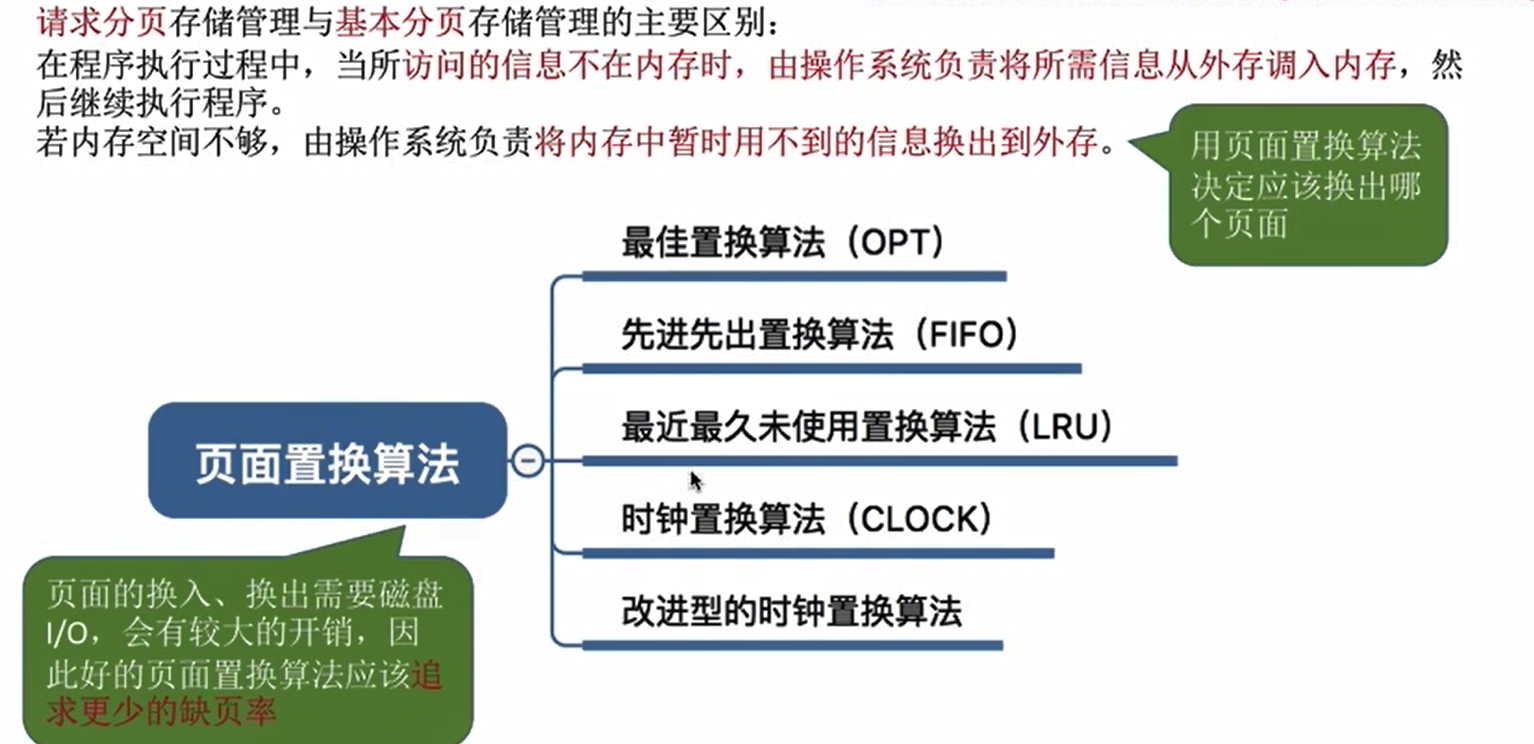 请求分页存储管理与基本分页存储管理的主要区别：
在程序执行过程中，当所访问的信息不在内存时，由操作系统负责将所需信息从外存调入内存，然
后继续执行程序。
若内存空间不够，由操作系统负责将内存中暂时用不到的信息换出到外存。
用页面置换算法
决定应该换出哪
个页面
最佳置换算法（OPT）
先进先出置换算法（FIFO）
最近最久未使用置换算法（LRU）
页面置换算法
时钟置换算法（CLOCK）
改进型的时钟置换算法
页面的换入、换出需要磁盘
I/O，会有较大的开销，因
此好的页面置换算法应该追
求更少的缺页率